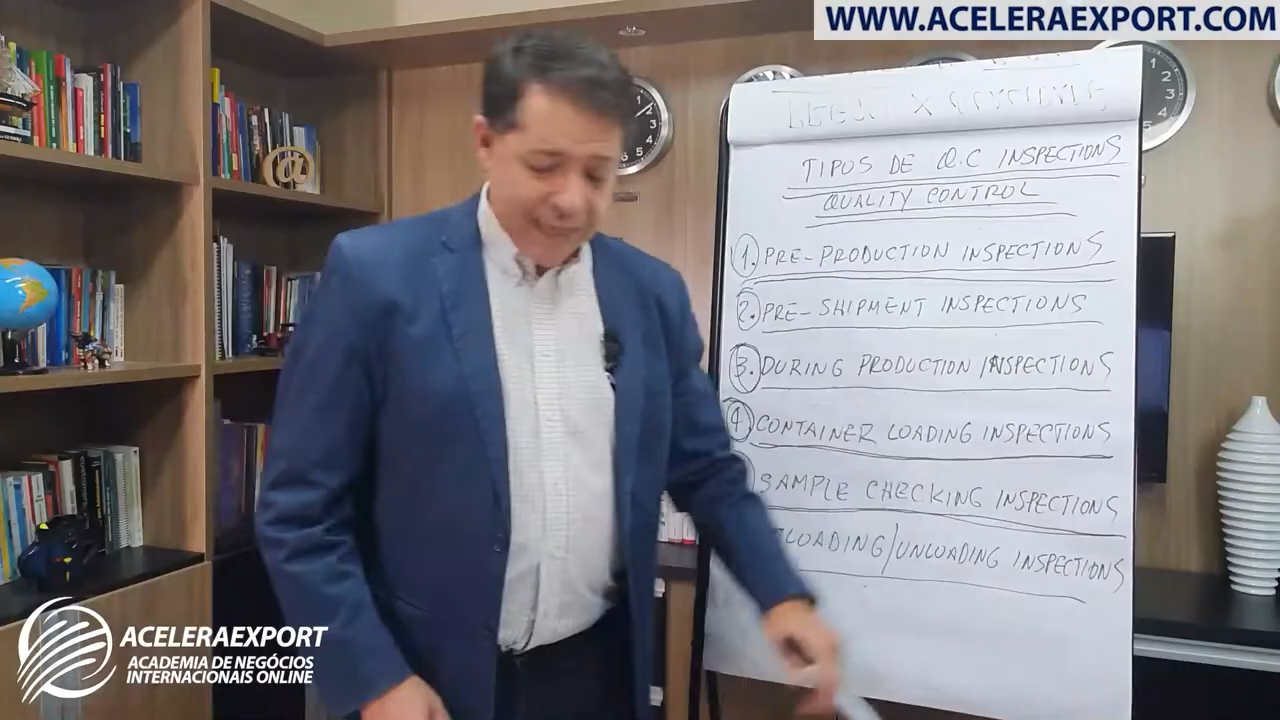 WWW.ACELERAEXPORT.COM
TIPOS DE Q.C INSPECTIONS
QUALITY CONTROL
1. PRE-PRODUCTION INSPECTIONS
2. PRE-SHIPMENT INSPECTIONS
3. DURING PRODUCTION INSPECTIONS
4 CONTAINER LOADING INSPECTIONS
SAMPLE CHECKING INSPECTIONS
LOADING/UNLOADING INSPECTIONS
ACELERAEXPORT
ACADEMIA DE NEGÓCIOS
INTERNACIONAIS ONLINE